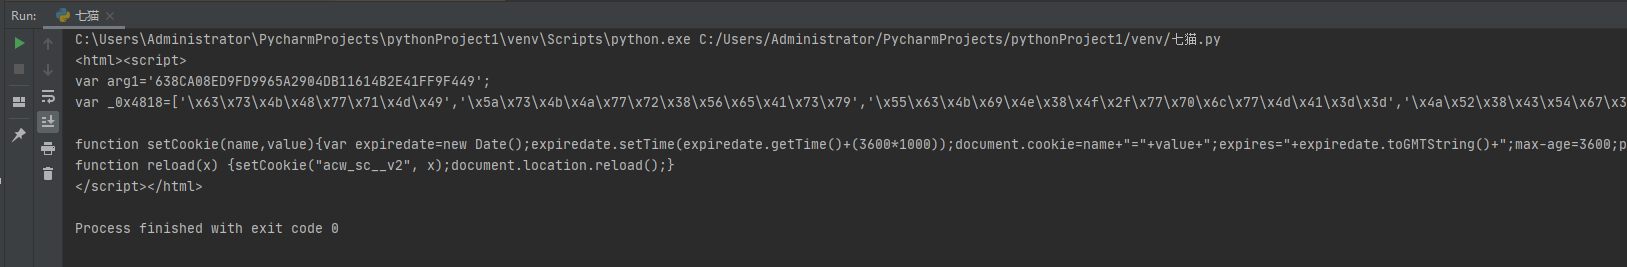 Run: 七猫
C:\Users\Administrator\PycharmProjects\pythonProject1\venv\Scripts\python.exe C:/Users/Administrator/PycharmProjects/pythonProject1/venv/七猫.py
<html><script>
var arg1='638CA08ED9FD9965A2904DB11614B2E41FF9F449';
var _0x4818=['\x63\x73\x4b\x48\x77\x71\x4d\x49','\x5a\x73\x4b\x4a\x77\x72\x38\x56\x65\x41\x73\x79','\x55\x63\x4b\x69\x4e\x38\x4f\x2f\x77\x70\x6c\x77\x4d\x41\x3d\x3d','\x4a\x52\x38\x43\x54\x67\x3
function setCookie(name,value){var expiredate=new Date();expiredate.setTime(expiredate.getTime()+(3600*1000));document.cookie=name+"="+value+";expires="+expiredate.toGMTString()+";max-age=3600;p
function reload(x) {setCookie("acw_sc__v2", x);document.location.reload();}
</script></html>
Process finished with exit code 0